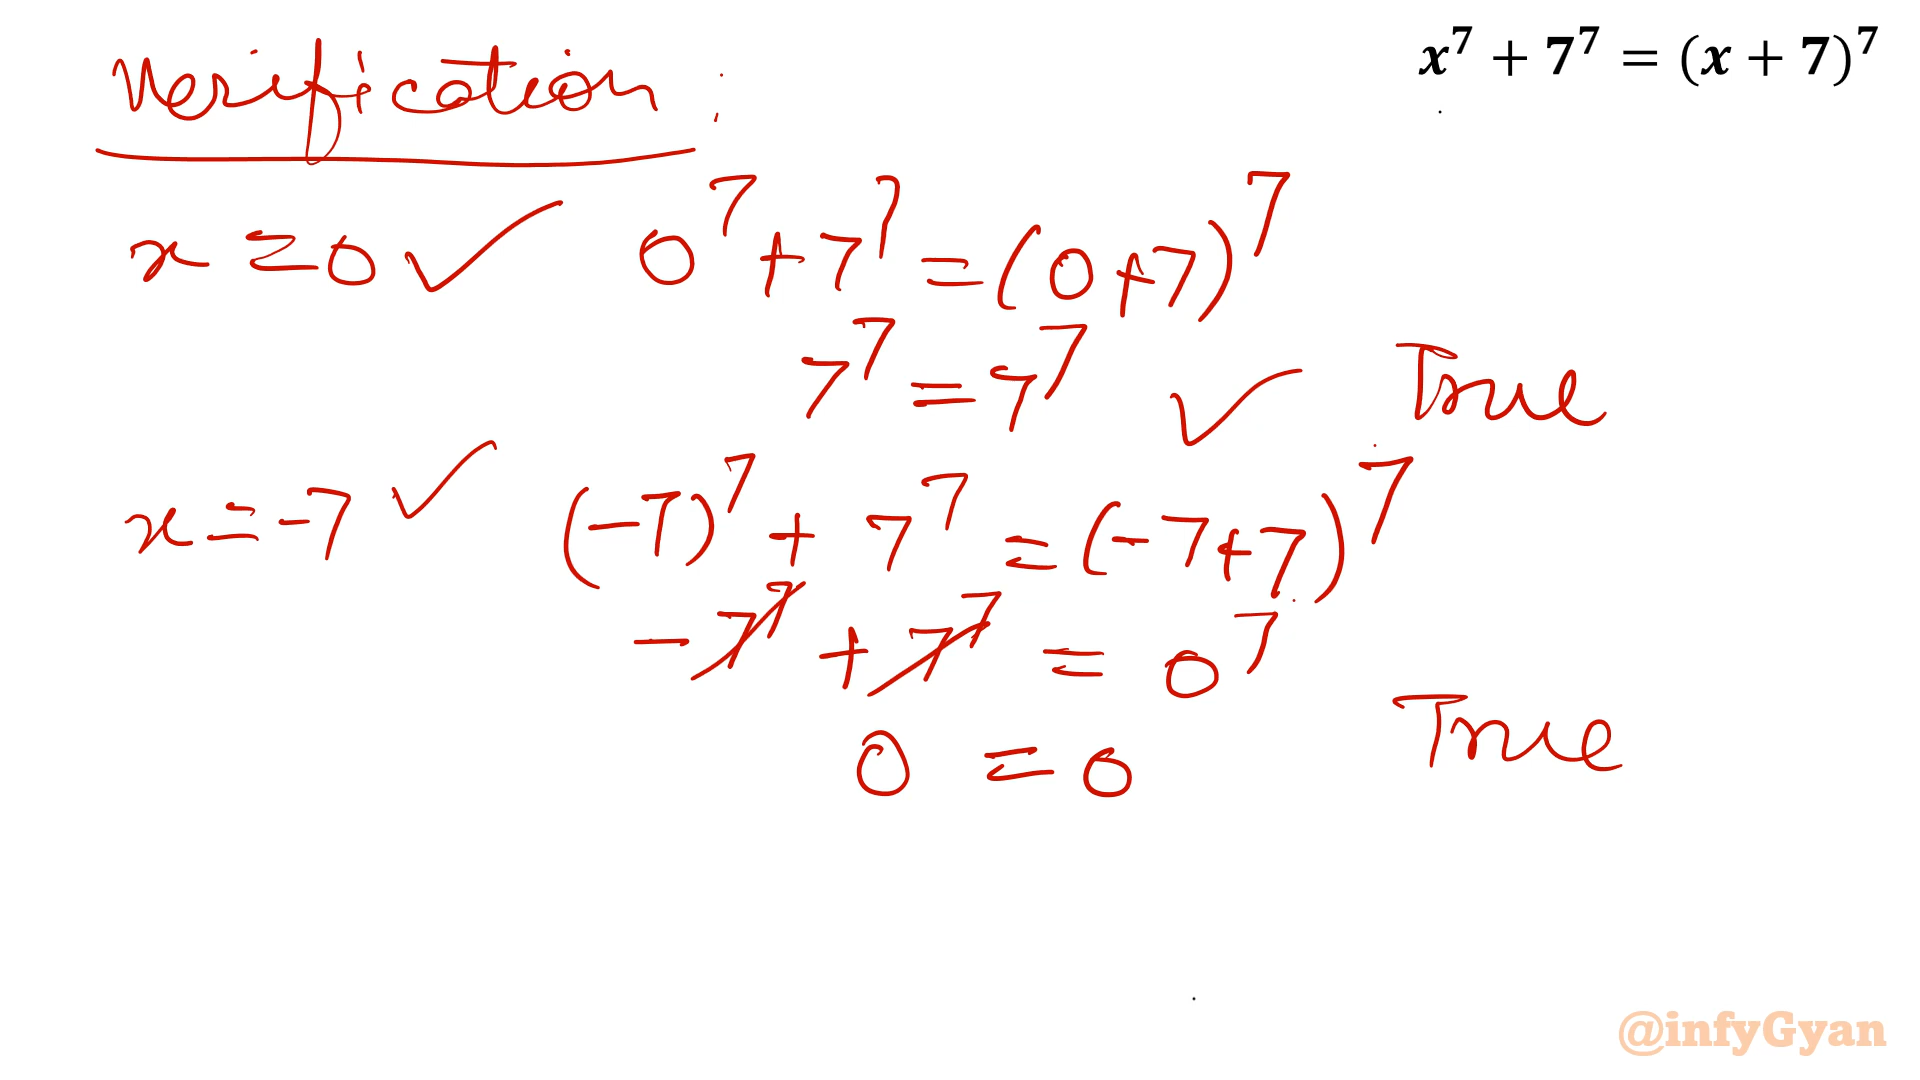 x⁷ + 7⁷ = (x + 7)⁷
Verification :
x = 0 ✓ 0⁷ + 7⁷ = (0 + 7)⁷
7⁷ = 7⁷ ✓ True
x = -7 ✓ (-7)⁷ + 7⁷ = (-7 + 7)⁷
-7⁷ + 7⁷ = 0⁷
0 = 0 True
@infyGyan